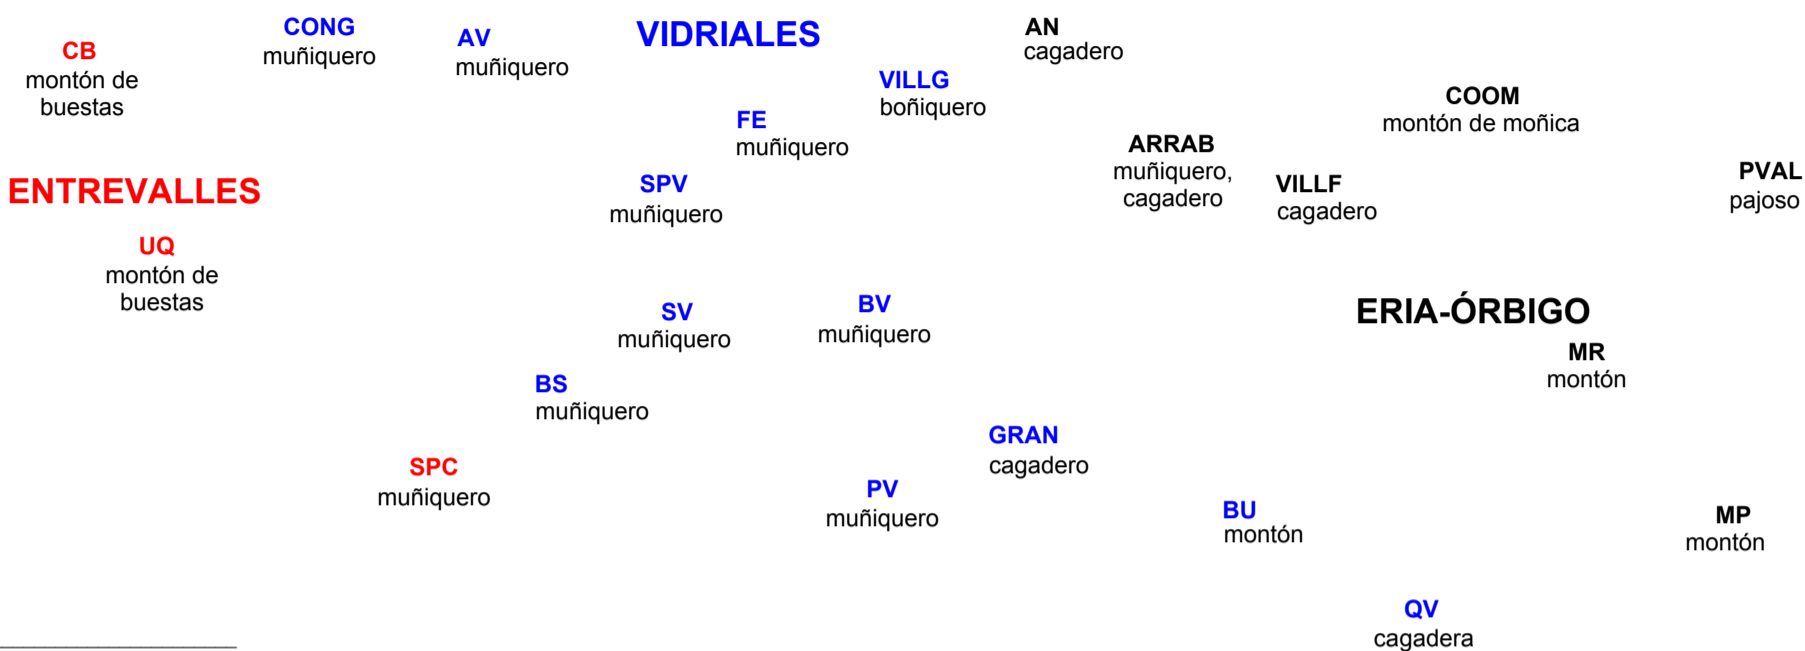 CONG
muñiquero
AV
muñiquero
VIDRIALES
AN
cagadero
CB
montón de
buestas
VILLG
boñiquero
COOM
montón de moñica
FE
muñiquero
ARRAB
muñiquero,
cagadero
VILLF
cagadero
PVAL
pajoso
ENTREVALLES
SPV
muñiquero
UQ
montón de
buestas
SV
muñiquero
BV
muñiquero
ERIA-ÓRBIGO
MR
montón
BS
muñiquero
GRAN
cagadero
SPC
muñiquero
PV
muñiquero
BU
montón
MP
montón
QV
cagadera